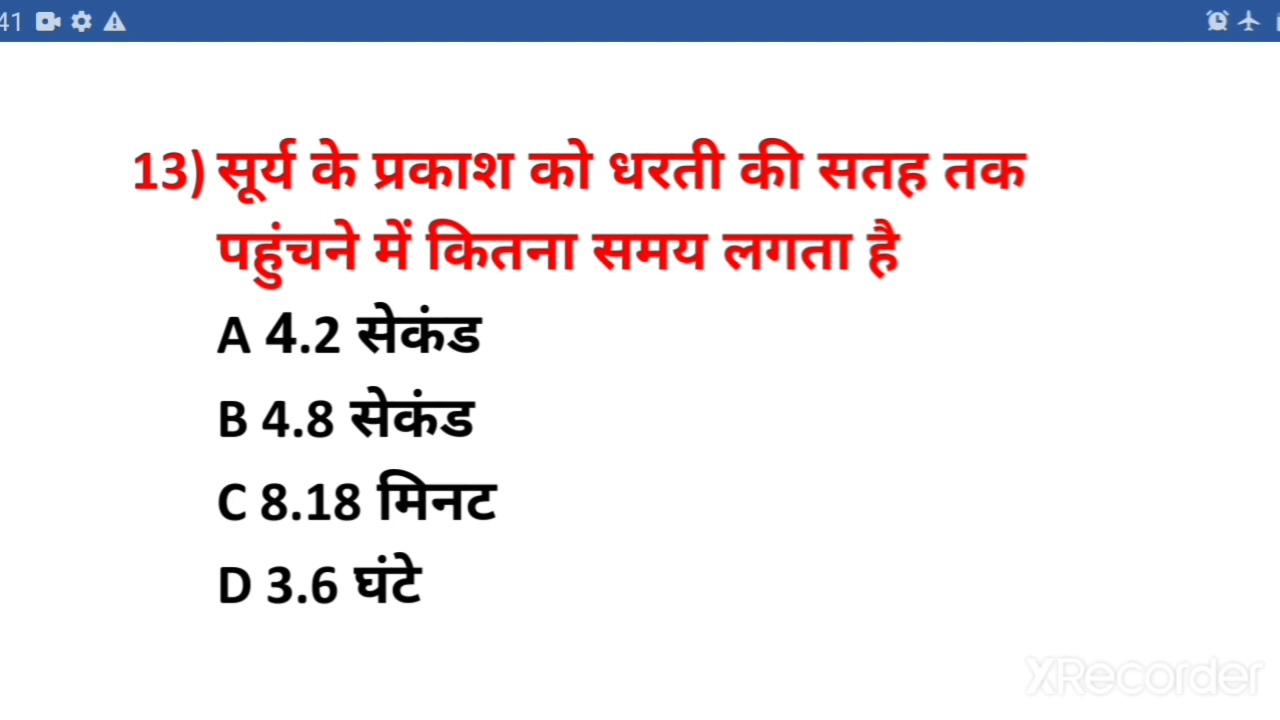 41
13) सूर्य के प्रकाश को धरती की सतह तक
पहुंचने में कितना समय लगता है
A 4.2 सेकंड
B 4.8 सेकंड
C 8.18 मिनट
D 3.6 घंटे
XRecorder